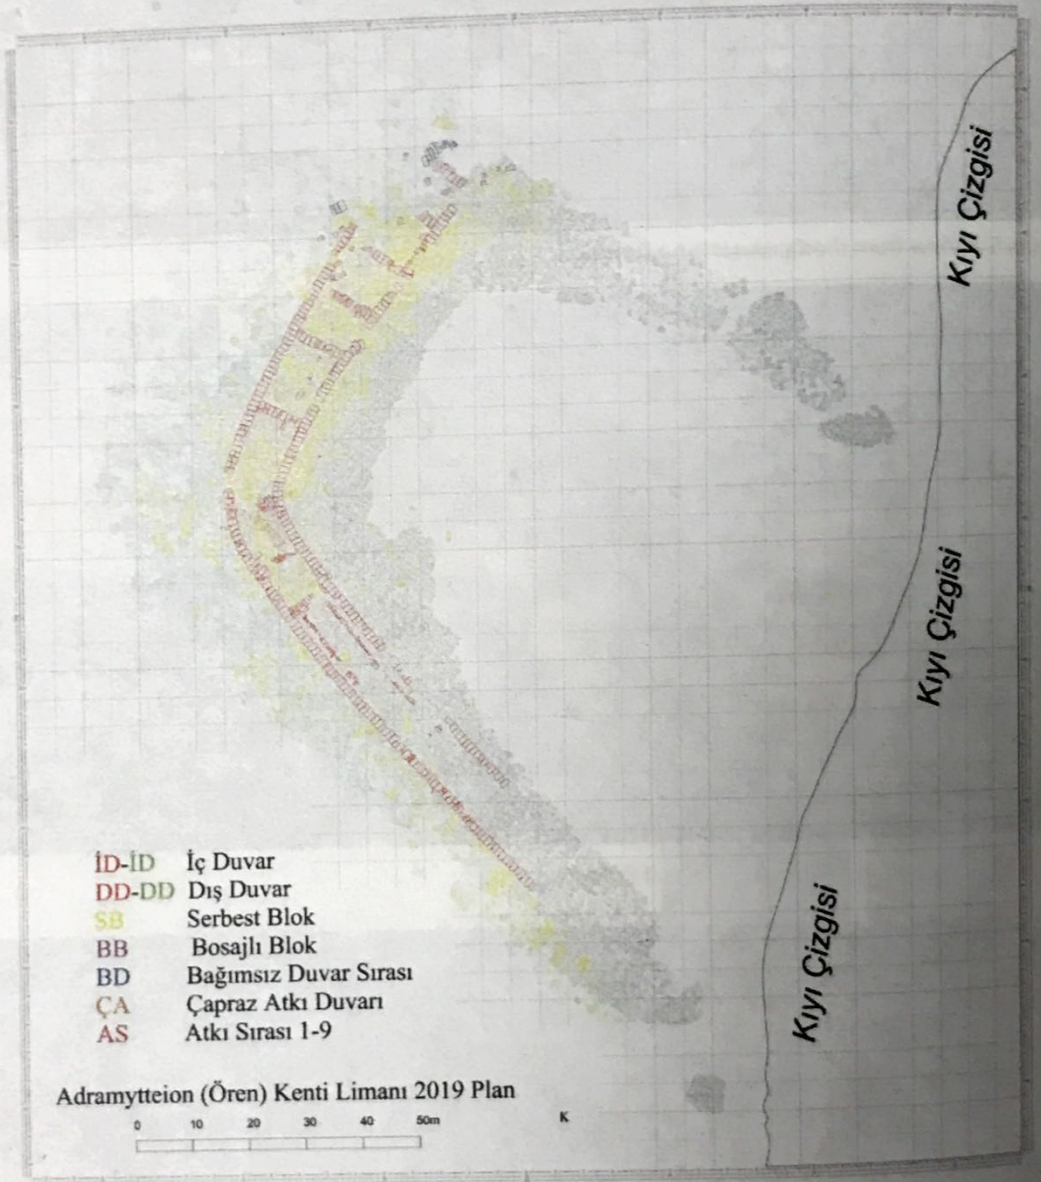 Kıyı Çizgisi
Kıyı Çizgisi
Kıyı Çizgisi
İD-İD İç Duvar
DD-DD Dış Duvar
SB Serbest Blok
BB Bosajlı Blok
BD Bağımsız Duvar Sırası
ÇA Çapraz Atkı Duvarı
AS Atkı Sırası 1-9
Adramytteion (Ören) Kenti Limanı 2019 Plan
0 10 20 30 40 50m
K